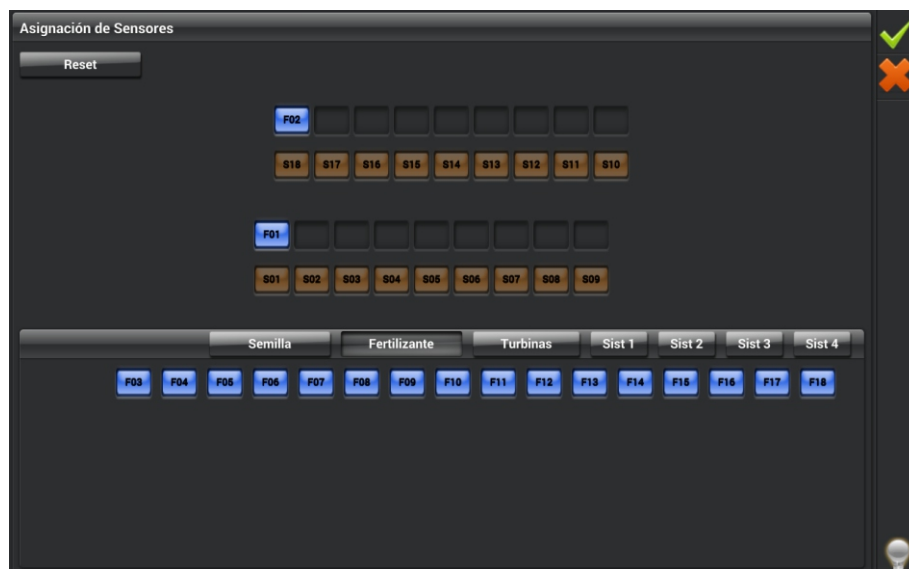 Asignación de Sensores
Reset
F02
S18 S17 S16 S15 S14 S13 S12 S11 S10
F01
S01 S02 S03 S04 S05 S06 S07 S08 S09
Semilla Fertilizante Turbinas Sist 1 Sist 2 Sist 3 Sist 4
F03 F04 F05 F06 F07 F08 F09 F10 F11 F12 F13 F14 F15 F16 F17 F18